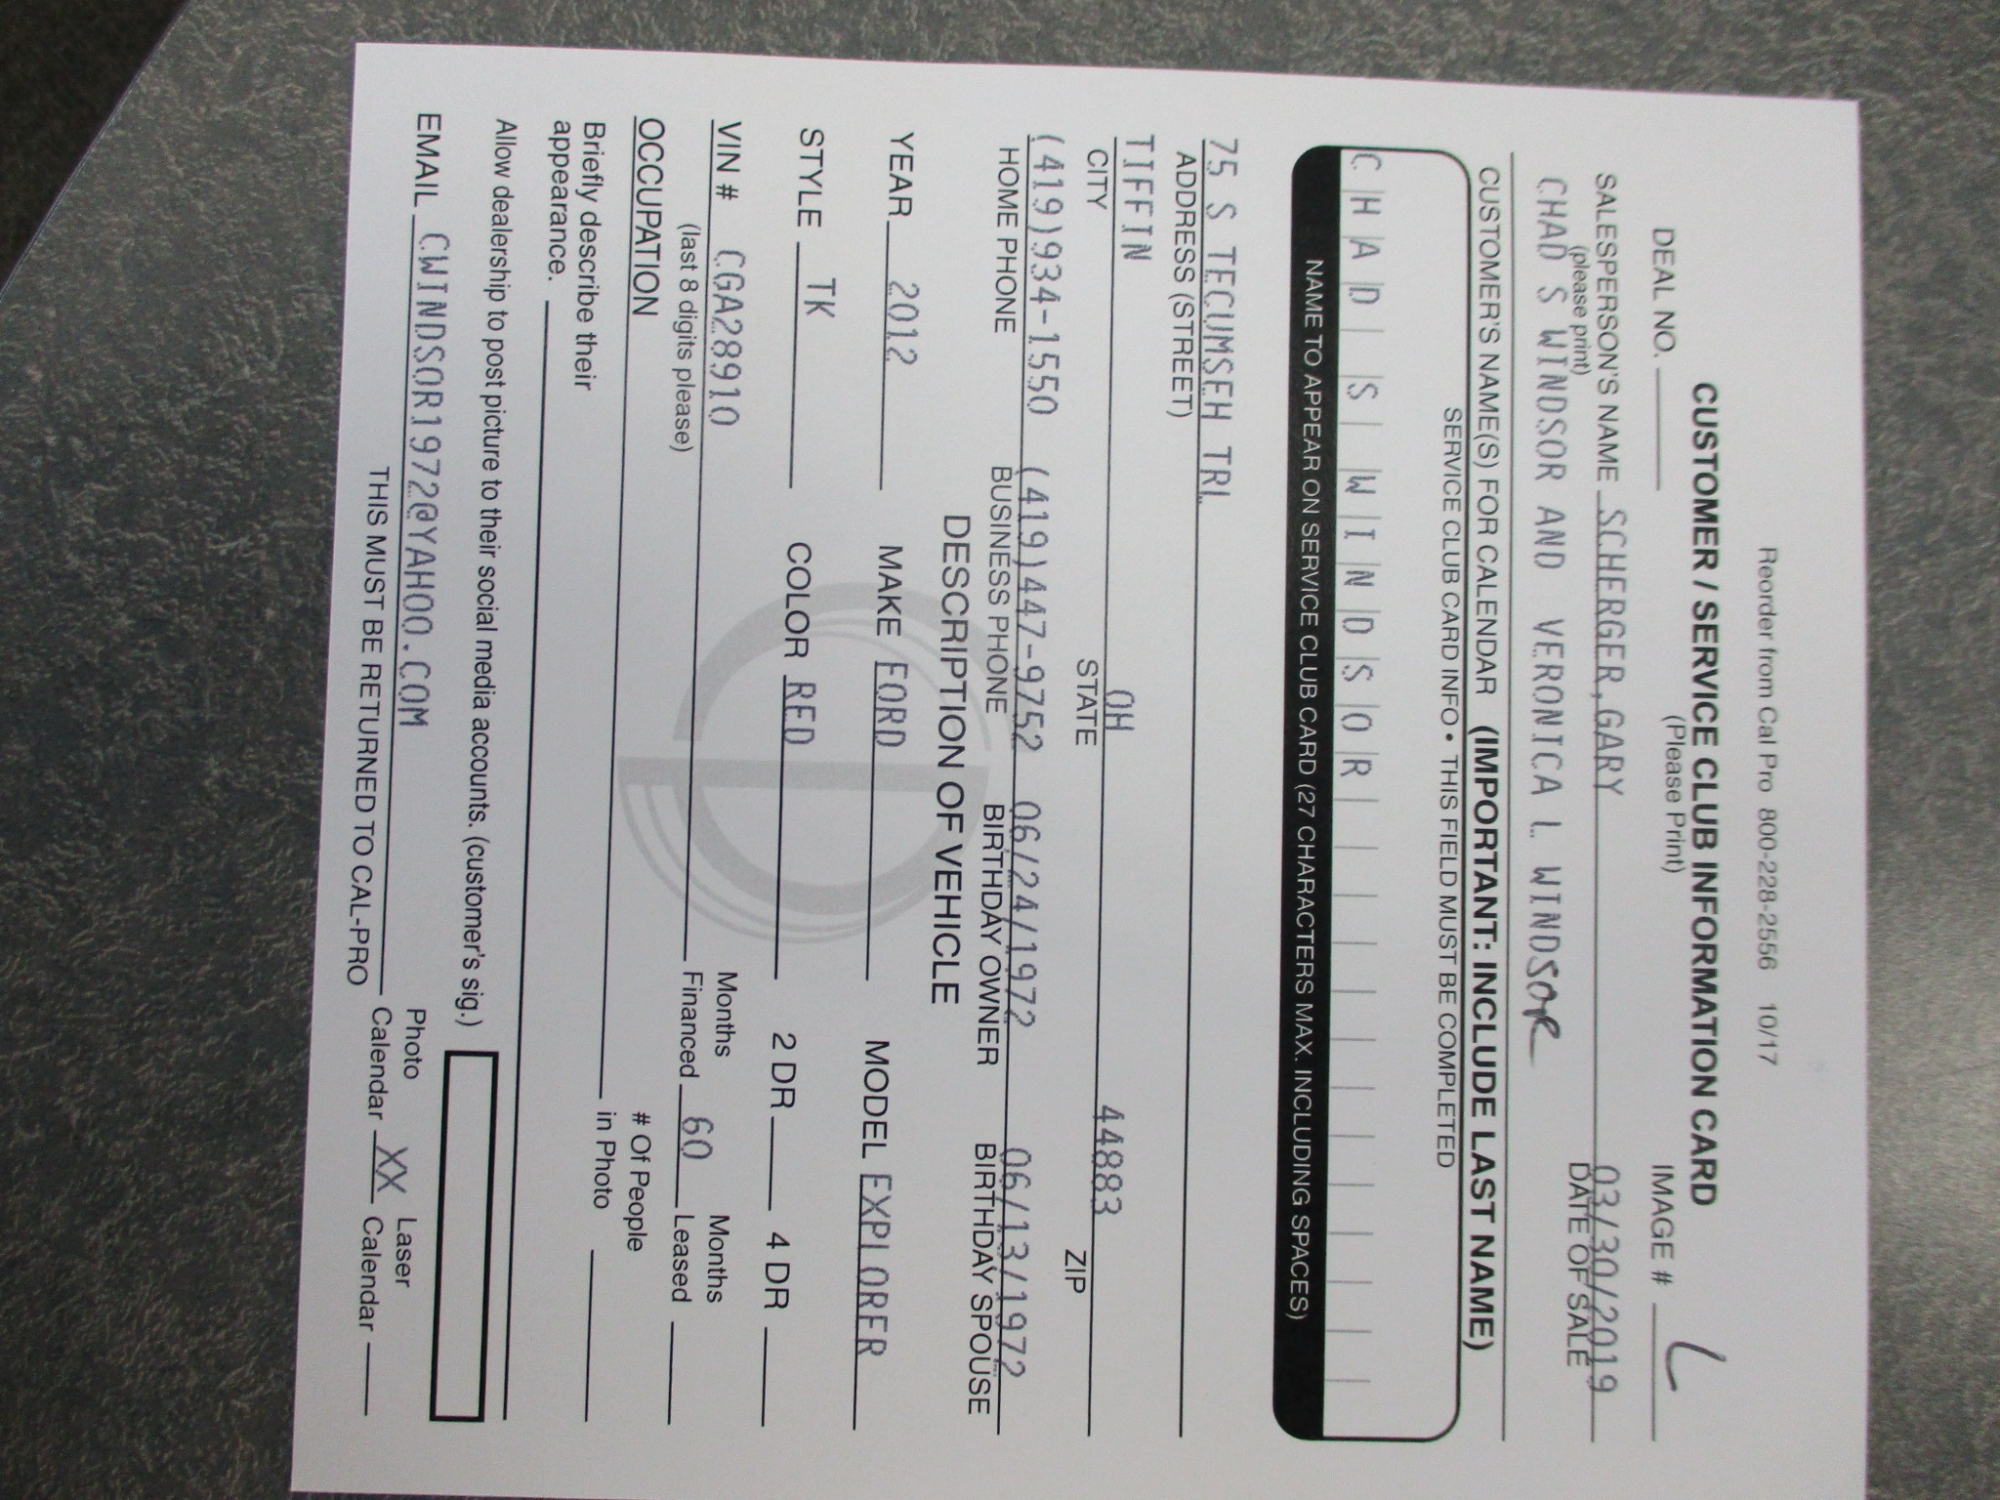 Reorder from Cal Pro 800-228-2556 10/17
CUSTOMER / SERVICE CLUB INFORMATION CARD
(Please Print)
DEAL NO. IMAGE #
SALESPERSON'S NAME SCHERGER,GARY 03/30/2019
(please print) DATE OF SALE
CHAD S WINDSOR AND VERONICA L WINDSOR
CUSTOMER'S NAME(S) FOR CALENDAR (IMPORTANT: INCLUDE LAST NAME)
SERVICE CLUB CARD INFO • THIS FIELD MUST BE COMPLETED
CHAD S WINDSOR
NAME TO APPEAR ON SERVICE CLUB CARD (27 CHARACTERS MAX. INCLUDING SPACES)
75 S TECUMSEH TRL
ADDRESS (STREET)
TIFFIN OH 44883
CITY STATE ZIP
(419)934-1550 (419)447-9752 06/24/1972 06/13/1972
HOME PHONE BUSINESS PHONE BIRTHDAY OWNER BIRTHDAY SPOUSE
DESCRIPTION OF VEHICLE
YEAR 2012 MAKE FORD MODEL EXPLORER
STYLE TK COLOR RED 2 DR 4 DR
VIN # CGA28910 Months Financed 60 Months Leased
(last 8 digits please)
OCCUPATION # Of People in Photo
Briefly describe their
appearance.
Allow dealership to post picture to their social media accounts. (customer's sig.)
EMAIL CWINDSOR1972@YAHOO.COM Photo Calendar XX Laser Calendar
THIS MUST BE RETURNED TO CAL-PRO